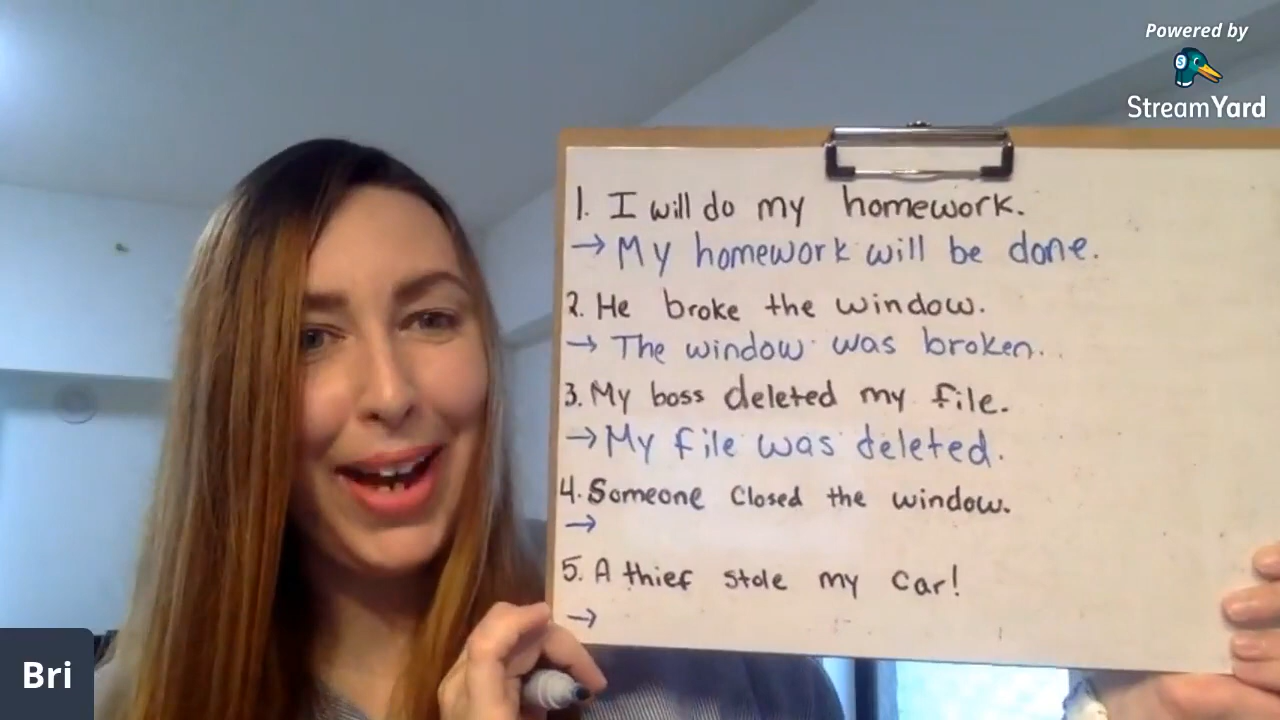 Powered by
StreamYard
1. I will do my homework.
→ My homework will be done.
2. He broke the window.
→ The window was broken.
3. My boss deleted my file.
→ My file was deleted.
4. Someone closed the window.
→
5. A thief stole my car!
→
Bri